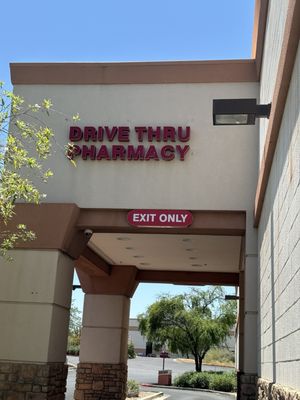 DRIVE THRU
PHARMACY
EXIT ONLY